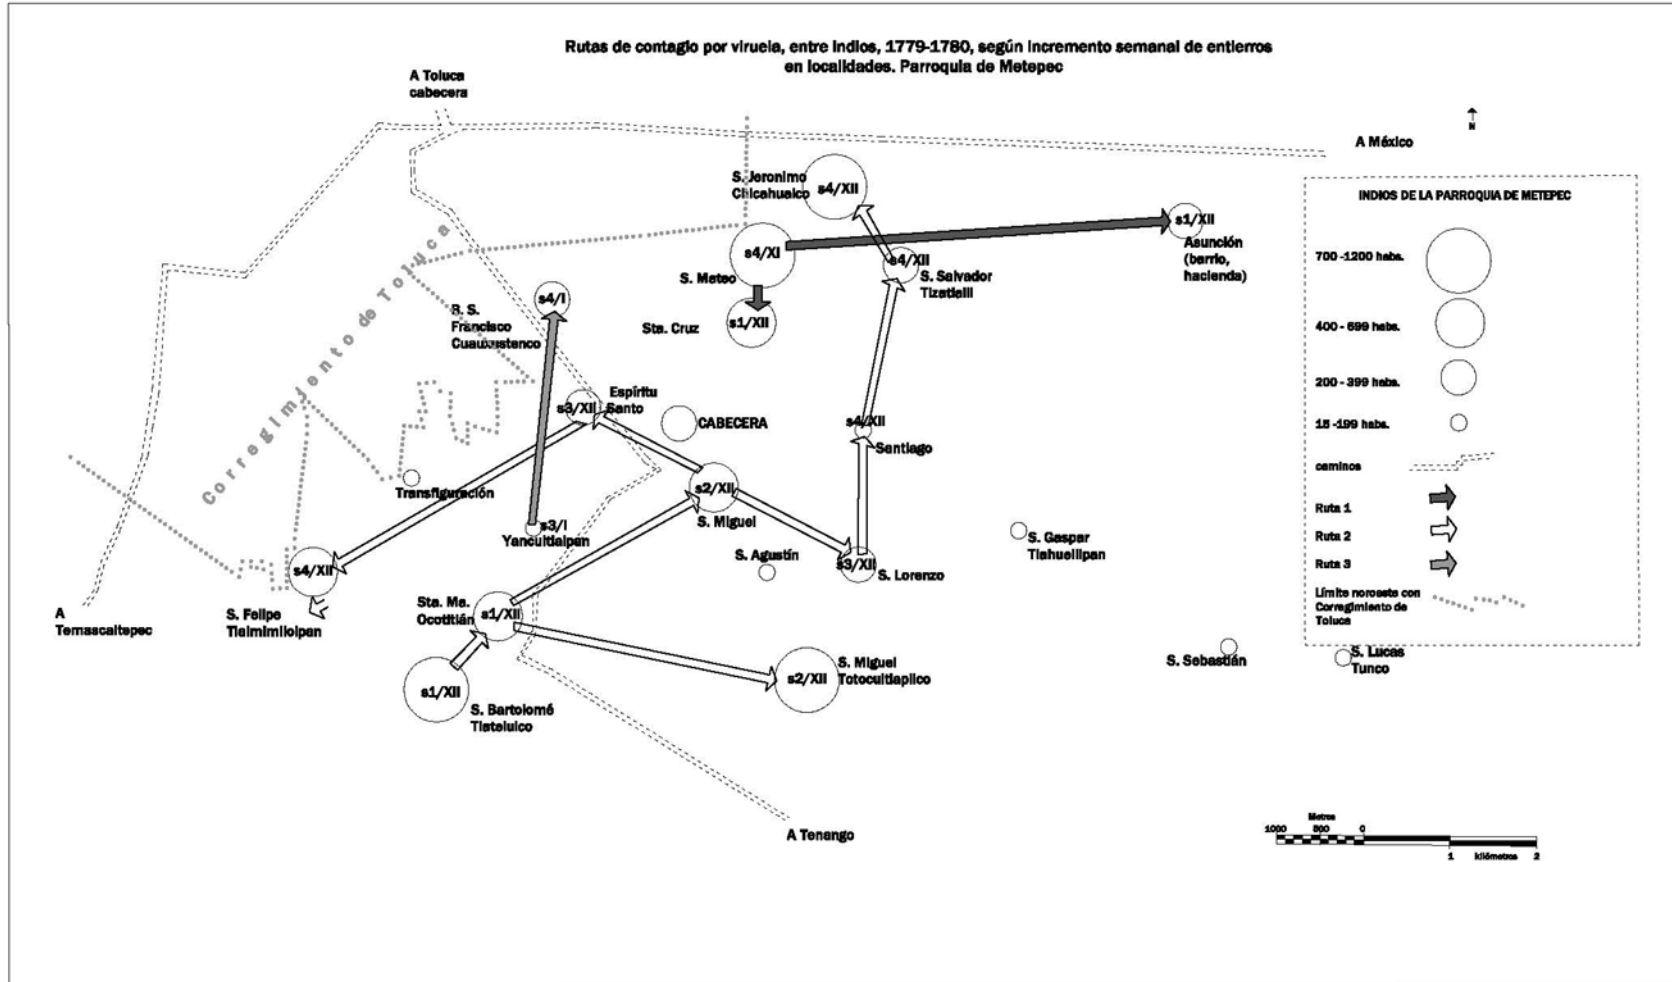 Rutas de contagio por viruela, entre indios, 1779-1780, según incremento semanal de entierros
en localidades. Parroquia de Metepec
A Toluca
cabecera
A México
N
INDIOS DE LA PARROQUIA DE METEPEC
700 -1200 habs.
400 - 699 habs.
200 - 399 habs.
15 -199 habs.
caminos
Ruta 1
Ruta 2
Ruta 3
Límite noroeste con
Corregimiento de
Toluca
Corregimiento de Toluca
S. Jeronimo
Chicahualco
s4/XII
s4/XI
S. Mateo
s1/XII
Asunción
(barrio,
hacienda)
s4/XII
S. Salvador
Tizatlalli
s4/I
B. S.
Francisco
Cuauxustenco
Sta. Cruz
s1/XII
Espíritu
Santo
s3/XII
CABECERA
s4/XII
Santiago
Transfiguración
s2/XII
S. Miguel
s3/I
Yancuitlalpan
S. Agustín
s3/XII
S. Lorenzo
S. Gaspar
Tlahuelilpan
s4/XII
S. Felipe
Tlalmimilolpan
A
Temascaltepec
Sta. Ma.
Ocotitlán
s1/XII
s1/XII
S. Bartolomé
Tlatelulco
s2/XII
S. Miguel
Totocuitlapilco
S. Sebastián
S. Lucas
Tunco
A Tenango
Metros
1000 500 0
1 kilómetros 2